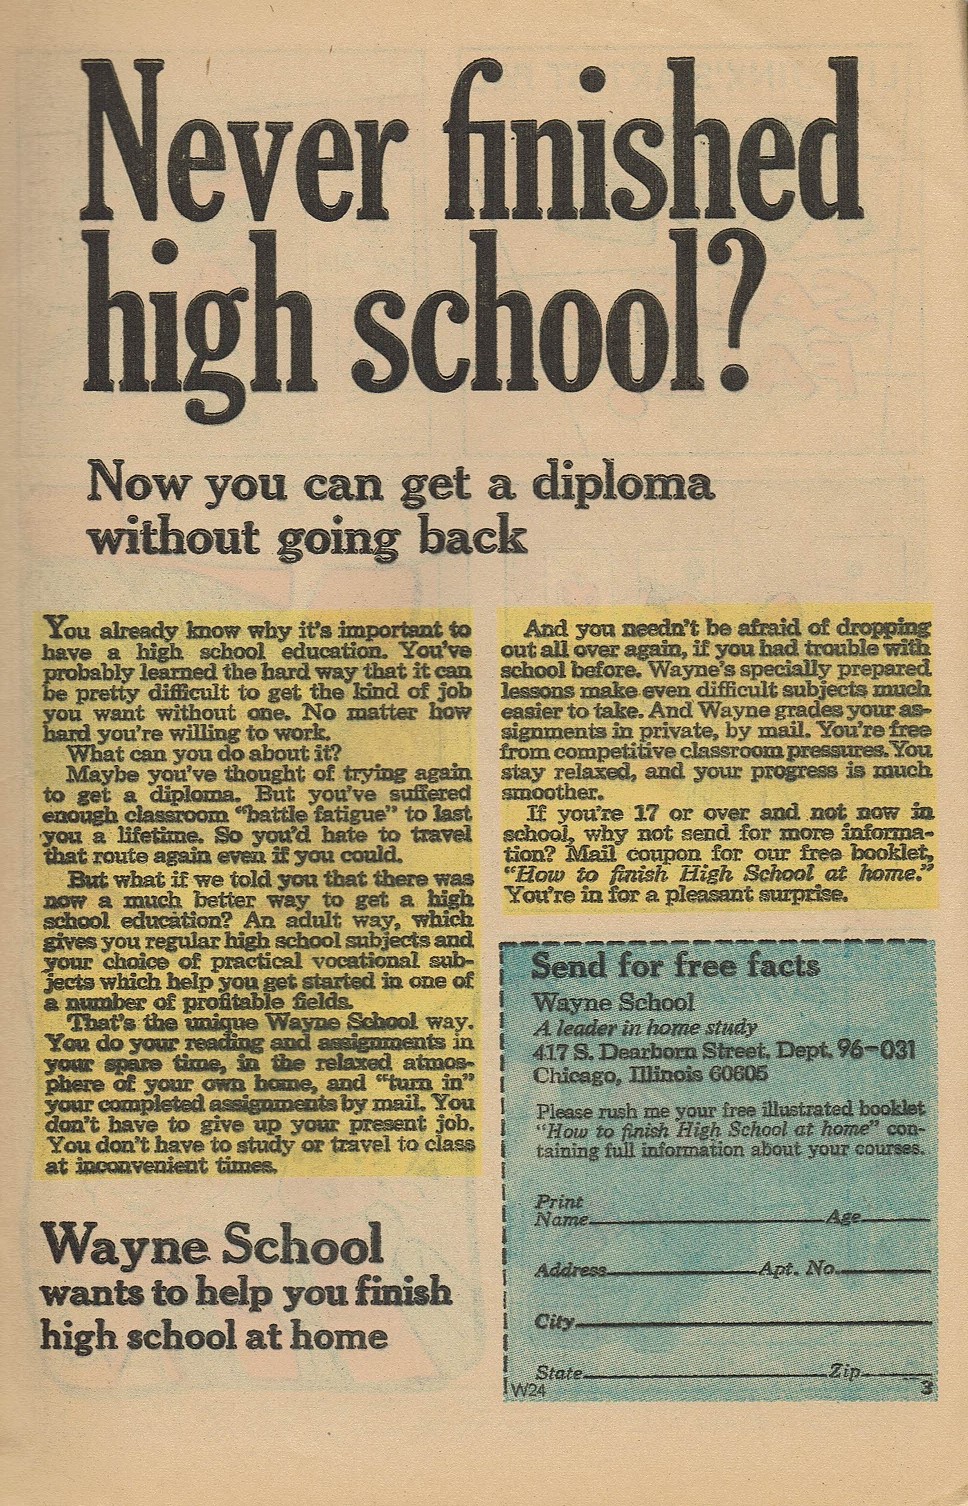 Never finished
high school?
Now you can get a diploma
without going back
You already know why it's important to
have a high school education. You've
probably learned the hard way that it can
be pretty difficult to get the kind of job
you want without one. No matter how
hard you're willing to work.
What can you do about it?
Maybe you've thought of trying again
to get a diploma. But you've suffered
enough classroom "battle fatigue" to last
you a lifetime. So you'd hate to travel
that route again even if you could.
But what if we told you that there was
now a much better way to get a high
school education? An adult way, which
gives you regular high school subjects and
your choice of practical vocational sub-
jects which help you get started in one of
a number of profitable fields.
That's the unique Wayne School way.
You do your reading and assignments in
your spare time, in the relaxed atmos-
phere of your own home, and "turn in"
your completed assignments by mail. You
don't have to give up your present job.
You don't have to study or travel to class
at inconvenient times.
And you needn't be afraid of dropping
out all over again, if you had trouble with
school before. Wayne's specially prepared
lessons make even difficult subjects much
easier to take. And Wayne grades your as-
signments in private, by mail. You're free
from competitive classroom pressures. You
stay relaxed, and your progress is much
smoother.
If you're 17 or over and not now in
school, why not send for more informa-
tion? Mail coupon for our free booklet,
"How to finish High School at home."
You're in for a pleasant surprise.
Wayne School
wants to help you finish
high school at home
Send for free facts
Wayne School
A leader in home study
417 S. Dearborn Street, Dept. 96-031
Chicago, Illinois 60605
Please rush me your free illustrated booklet
"How to finish High School at home" con-
taining full information about your courses.
Print
Name Age
Address Apt. No.
City
State Zip
W24 3